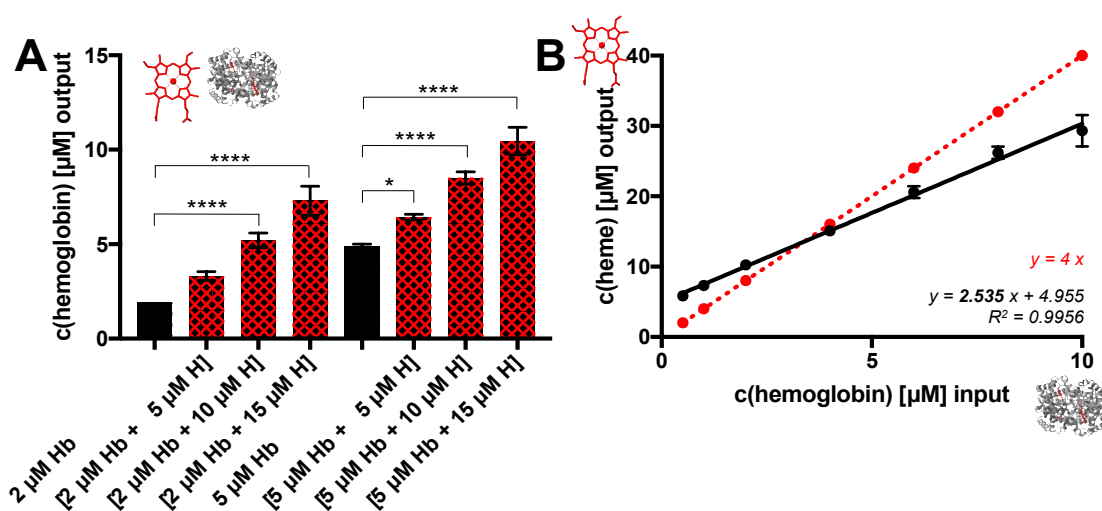 A
c(hemoglobin) [µM] output
15
10
5
0
****
****
*
****
****
2 µM Hb
[2 µM Hb + 5 µM H]
[2 µM Hb + 10 µM H]
[2 µM Hb + 15 µM H]
5 µM Hb
[5 µM Hb + 5 µM H]
[5 µM Hb + 10 µM H]
[5 µM Hb + 15 µM H]
B
c(heme) [µM] output
40
30
20
10
0
0
5
10
y = 4 x
y = 2.535 x + 4.955
R² = 0.9956
c(hemoglobin) [µM] input